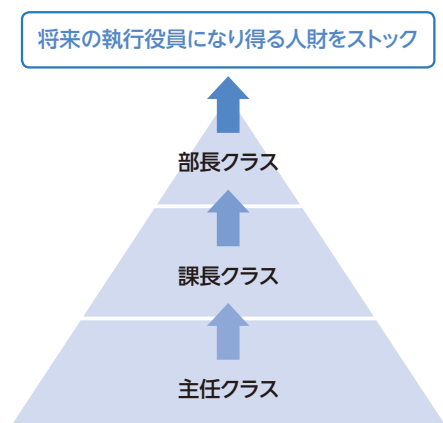 将来の執行役員になり得る人財をストック
部長クラス
課長クラス
主任クラス